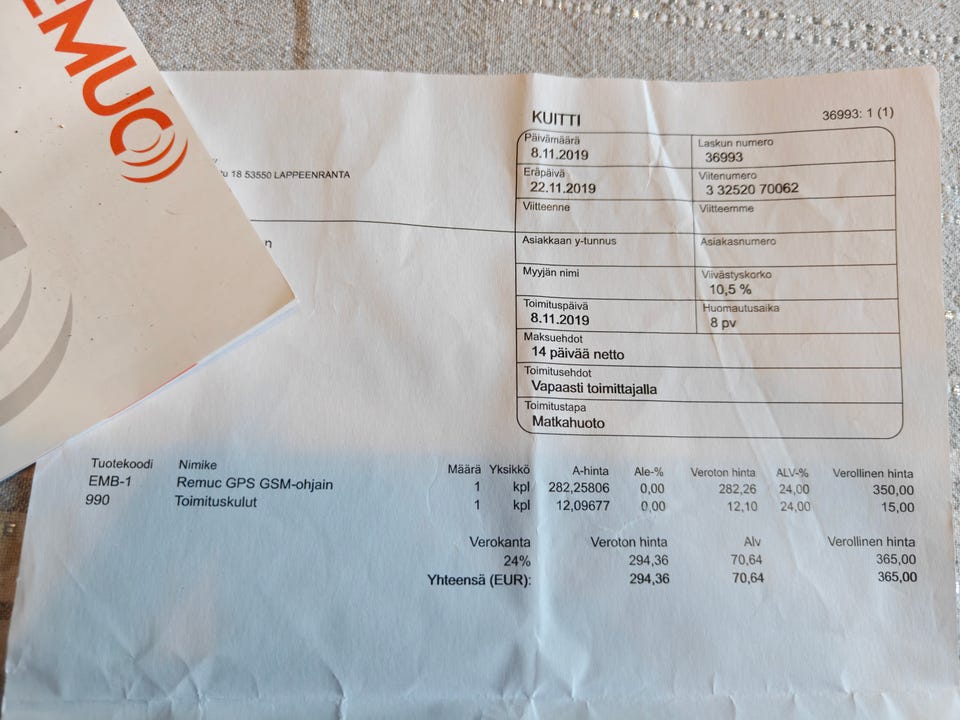 EMUC
KUITTI
36993: 1 (1)
Päivämäärä
8.11.2019
Laskun numero
36993
Eräpäivä
22.11.2019
Viitenumero
3 32520 70062
Viitteenne
Viitteemme
Asiakkaan y-tunnus
Asiakasnumero
Myyjän nimi
Viivästyskorko
10,5 %
Toimituspäivä
8.11.2019
Huomautusaika
8 pv
Maksuehdot
14 päivää netto
Toimitusehdot
Vapaasti toimittajalla
Toimitustapa
Matkahuoto
tu 18 53550 LAPPEENRANTA
n
Tuotekoodi Nimike Määrä Yksikkö A-hinta Ale-% Veroton hinta ALV-% Verollinen hinta
EMB-1 Remuc GPS GSM-ohjain 1 kpl 282,25806 0,00 282,26 24,00 350,00
990 Toimituskulut 1 kpl 12,09677 0,00 12,10 24,00 15,00
Verokanta Veroton hinta Alv Verollinen hinta
24% 294,36 70,64 365,00
Yhteensä (EUR): 294,36 70,64 365,00